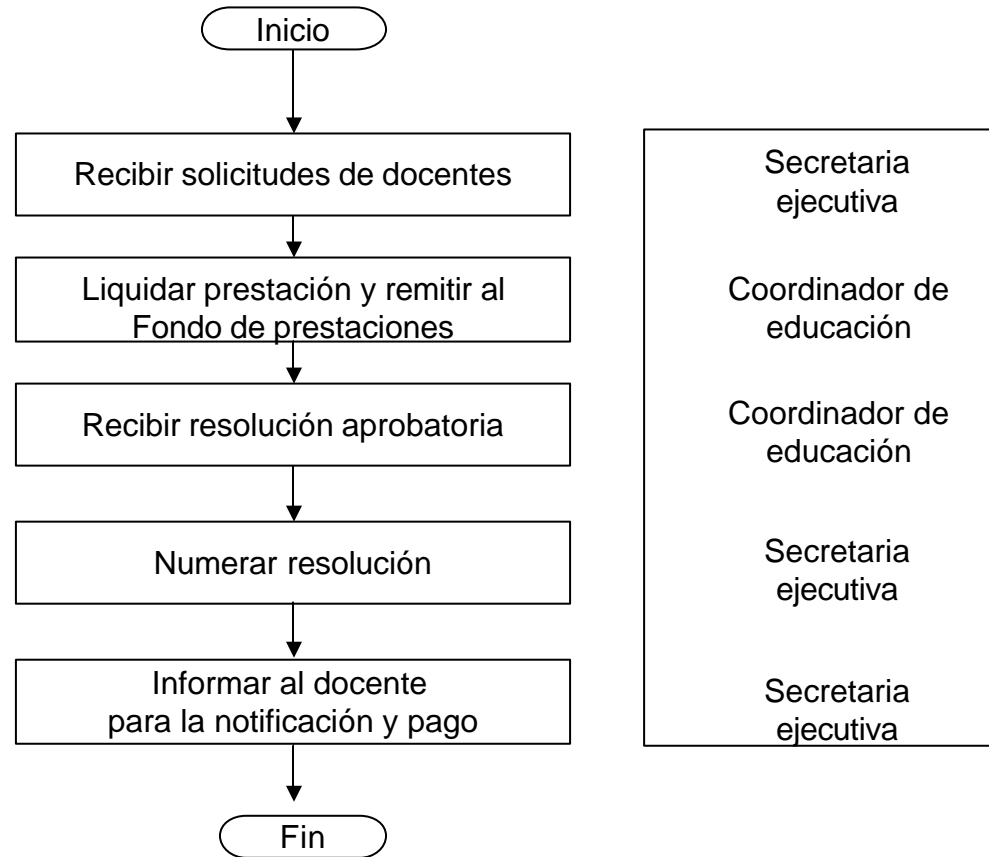 Inicio
Recibir solicitudes de docentes
Secretaria
ejecutiva
Liquidar prestación y remitir al
Fondo de prestaciones
Coordinador de
educación
Recibir resolución aprobatoria
Coordinador de
educación
Numerar resolución
Secretaria
ejecutiva
Informar al docente
para la notificación y pago
Secretaria
ejecutiva
Fin